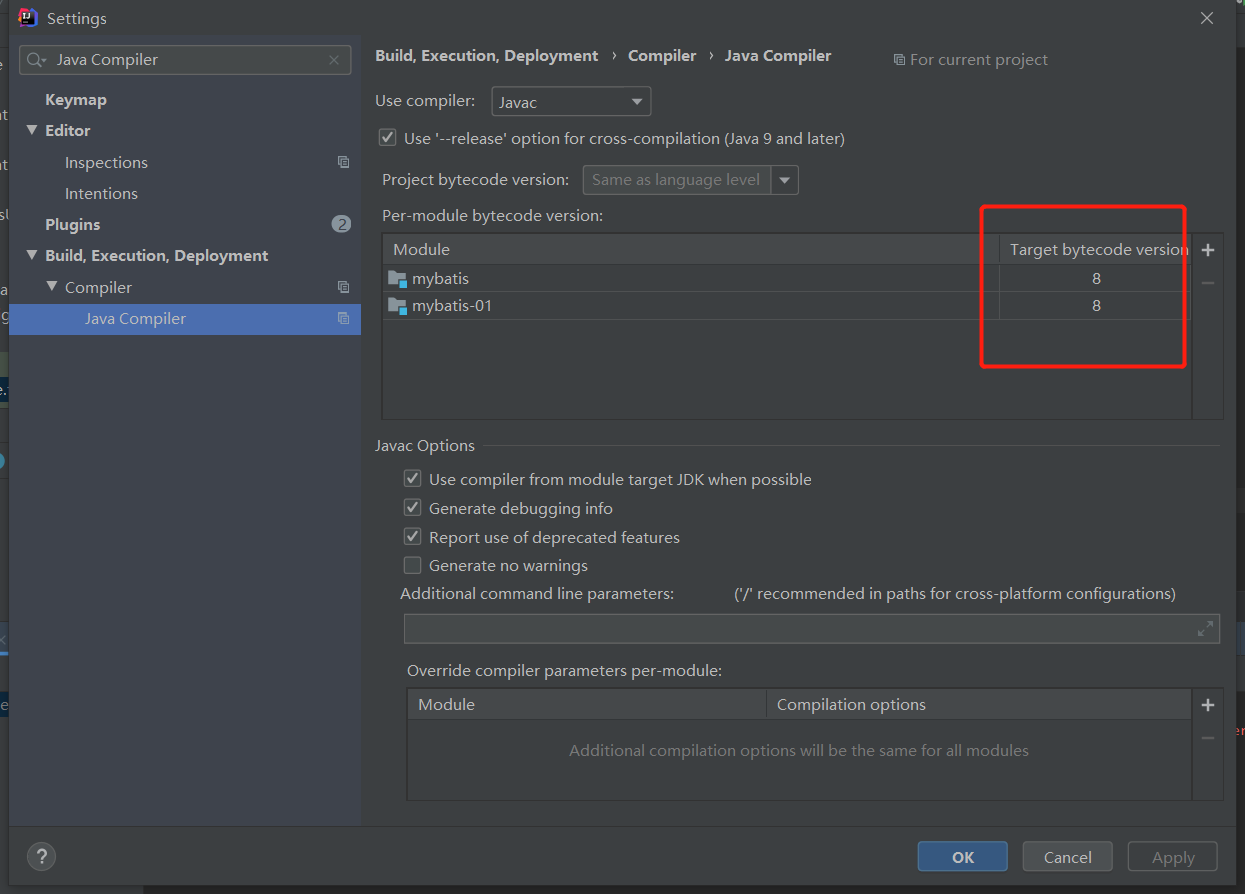 Settings
Java Compiler
Build, Execution, Deployment › Compiler › Java Compiler
For current project
Keymap
Editor
Inspections
Intentions
Plugins 2
Build, Execution, Deployment
Compiler
Java Compiler
Use compiler: Javac
Use '--release' option for cross-compilation (Java 9 and later)
Project bytecode version: Same as language level
Per-module bytecode version:
Module Target bytecode version
mybatis 8
mybatis-01 8
Javac Options
Use compiler from module target JDK when possible
Generate debugging info
Report use of deprecated features
Generate no warnings
Additional command line parameters: ('/' recommended in paths for cross-platform configurations)
Override compiler parameters per-module:
Module Compilation options
Additional compilation options will be the same for all modules
? OK Cancel Apply